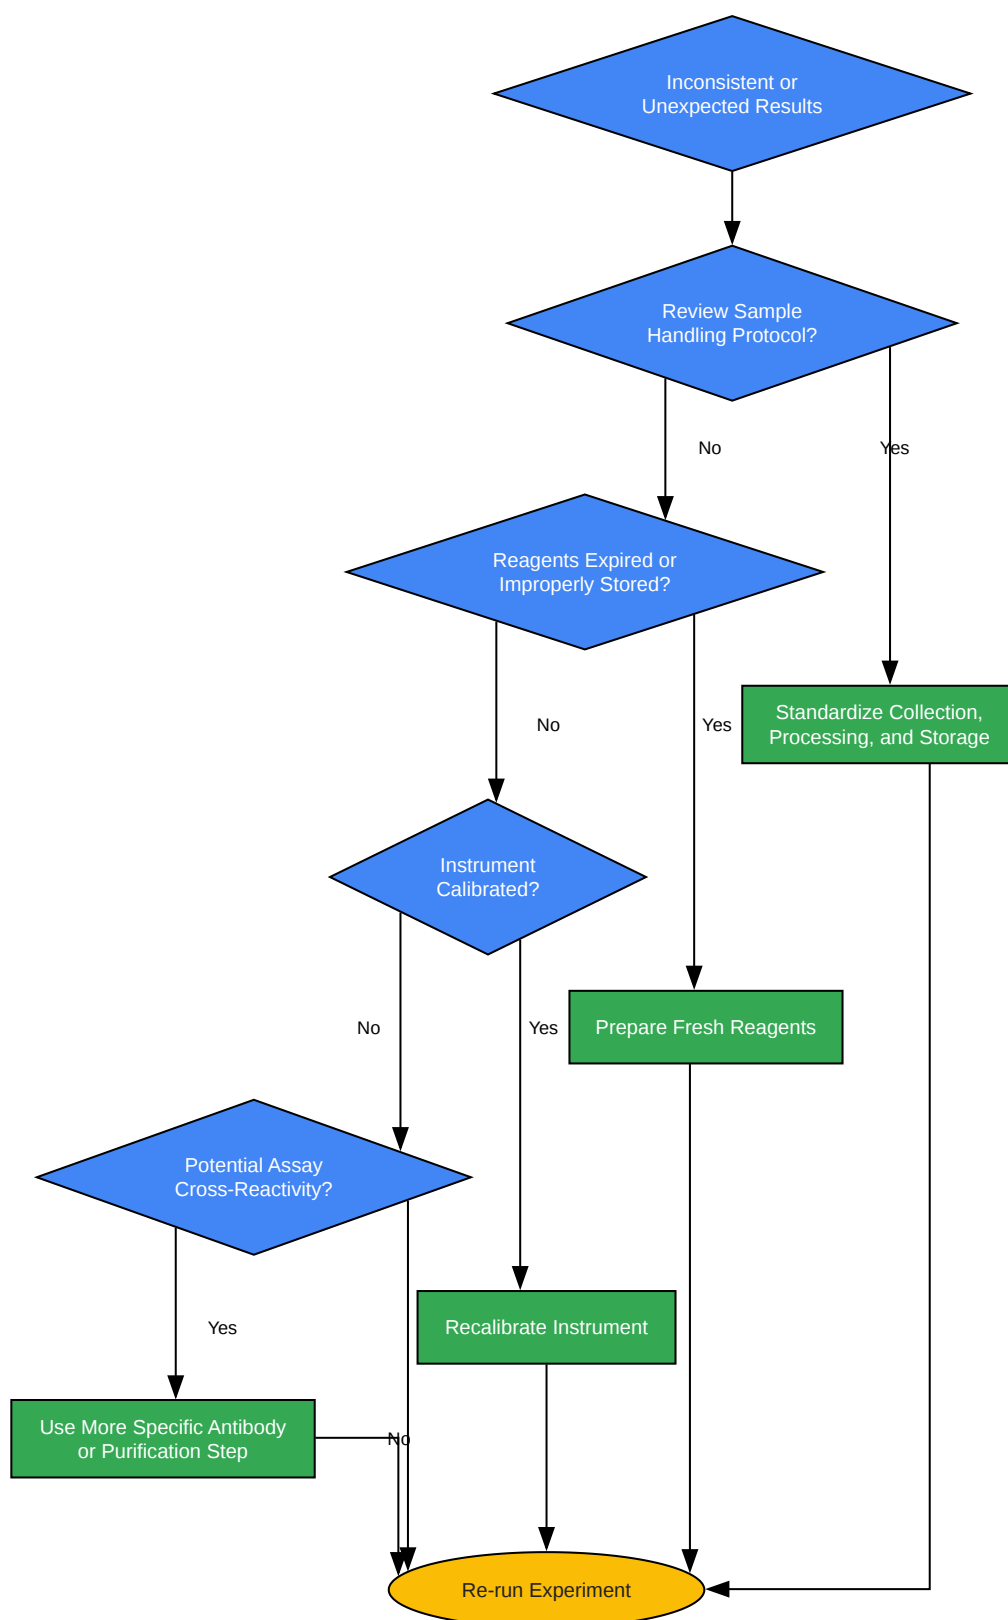 Inconsistent or
Unexpected Results
Review Sample
Handling Protocol?
No
Yes
Reagents Expired or
Improperly Stored?
No
Yes
Standardize Collection,
Processing, and Storage
Instrument
Calibrated?
No
Yes
Prepare Fresh Reagents
Potential Assay
Cross-Reactivity?
Yes
Recalibrate Instrument
Use More Specific Antibody
or Purification Step
No
Re-run Experiment